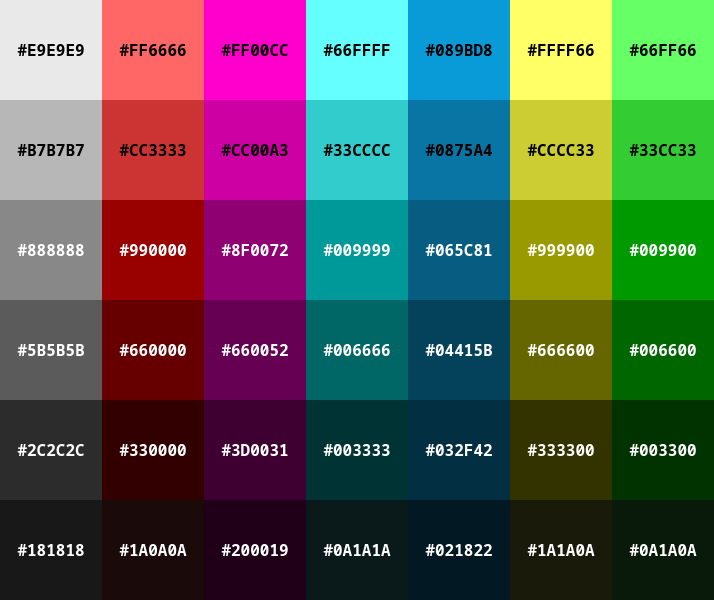 #E9E9E9 #FF6666 #FF00CC #66FFFF #089BD8 #FFFF66 #66FF66
#B7B7B7 #CC3333 #CC00A3 #33CCCC #0875A4 #CCCC33 #33CC33
#888888 #990000 #8F0072 #009999 #065C81 #999900 #009900
#5B5B5B #660000 #660052 #006666 #04415B #666600 #006600
#2C2C2C #330000 #3D0031 #003333 #032F42 #333300 #003300
#181818 #1A0A0A #200019 #0A1A1A #021822 #1A1A0A #0A1A0A